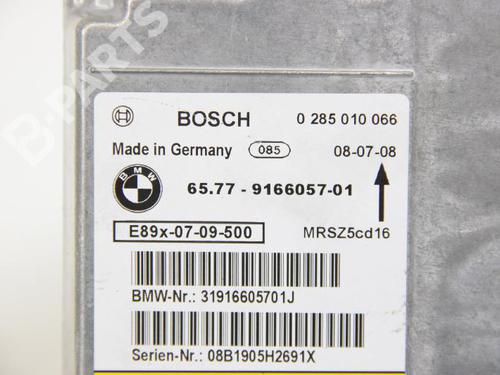 B-PARTS
BOSCH 0 285 010 066
Made in Germany 085 08-07-08
BMW
65.77 - 9166057-01
E89x-07-09-500 MRSZ5cd16
BMW-Nr.: 31916605701J
Serien-Nr.: 08B1905H2691X